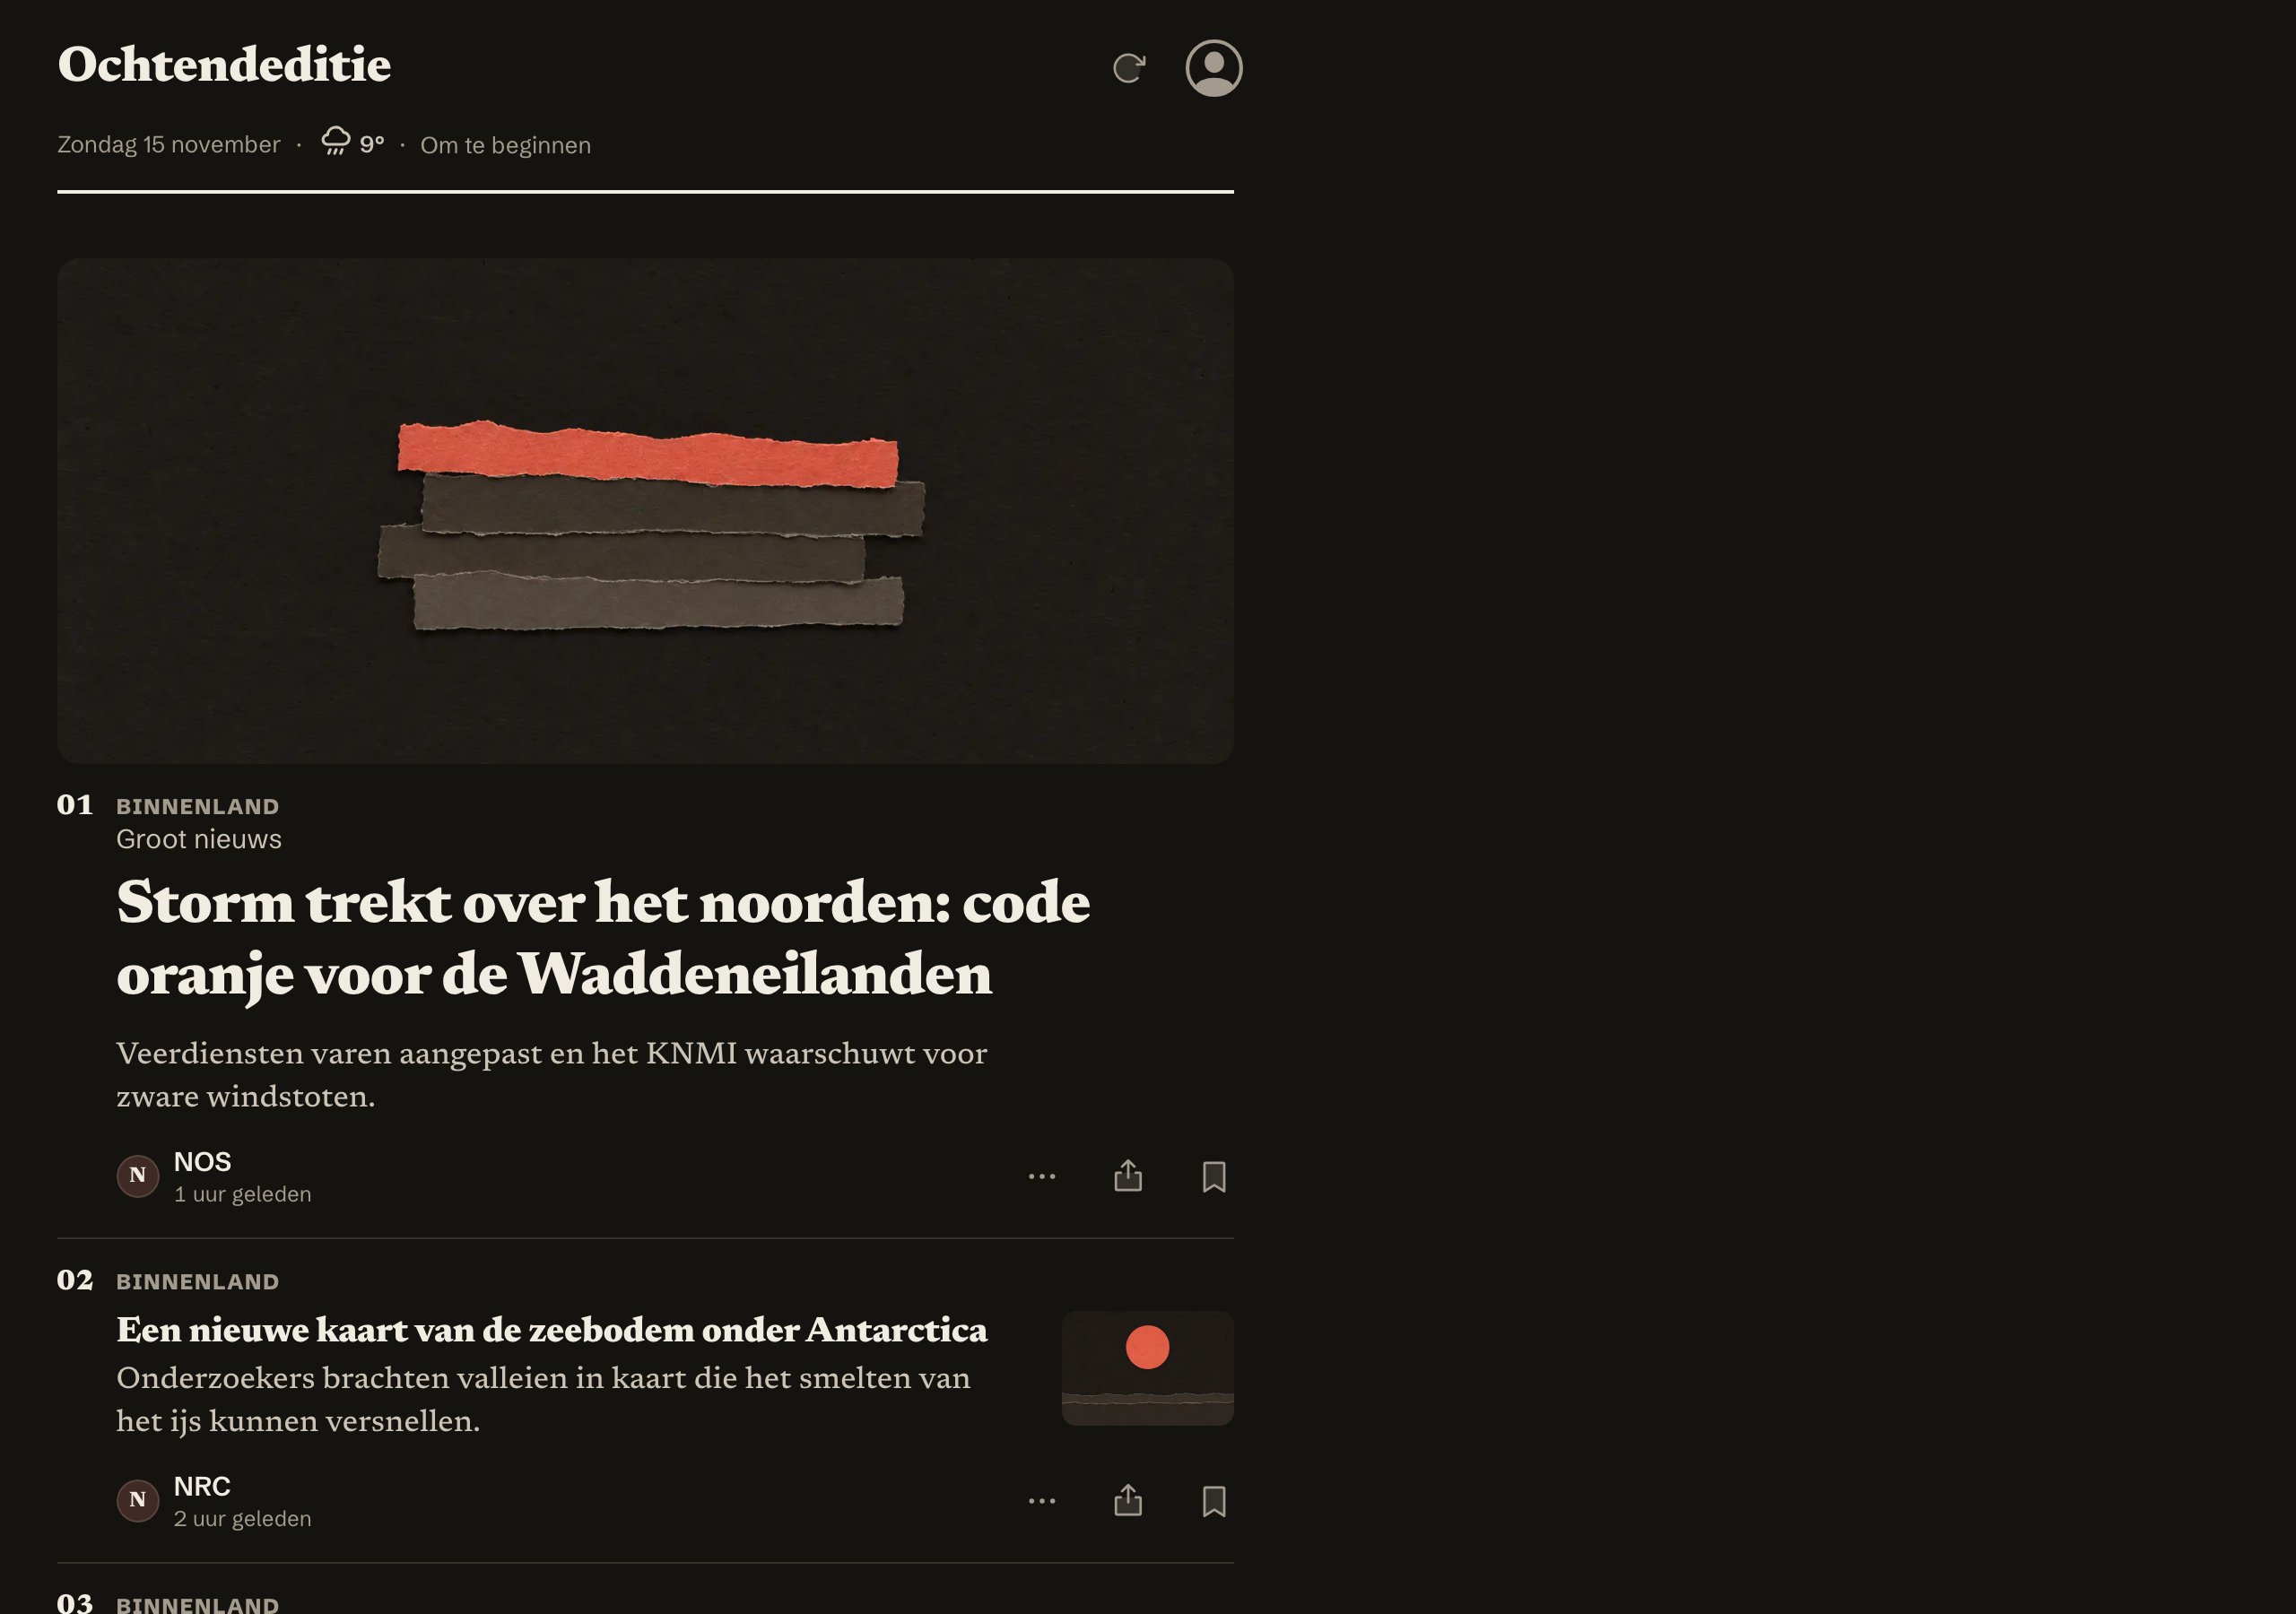 Ochtendeditie
Zondag 15 november · 9° · Om te beginnen
01 BINNENLAND
Groot nieuws
Storm trekt over het noorden: code
oranje voor de Waddeneilanden
Veerdiensten varen aangepast en het KNMI waarschuwt voor
zware windstoten.
N NOS
1 uur geleden
02 BINNENLAND
Een nieuwe kaart van de zeebodem onder Antarctica
Onderzoekers brachten valleien in kaart die het smelten van
het ijs kunnen versnellen.
N NRC
2 uur geleden
03 BINNENLAND